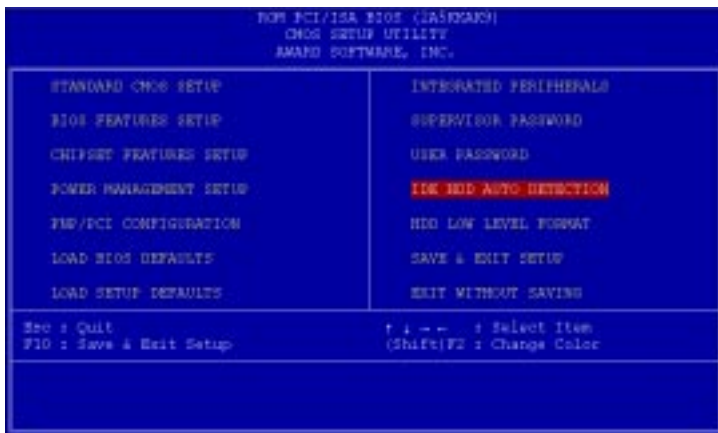 ROM PCI/ISA BIOS
CMOS SETUP UTILITY
AWARD SOFTWARE, INC.
STANDARD CMOS SETUP
BIOS FEATURES SETUP
CHIPSET FEATURES SETUP
POWER MANAGEMENT SETUP
PNP/PCI CONFIGURATION
LOAD BIOS DEFAULTS
LOAD SETUP DEFAULTS
INTEGRATED PERIPHERALS
SUPERVISOR PASSWORD
USER PASSWORD
IDE HDD AUTO DETECTION
HDD LOW LEVEL FORMAT
SAVE & EXIT SETUP
EXIT WITHOUT SAVING
Esc : Quit
F10 : Save & Exit Setup
↑ ↓ → ← : Select Item
(Shift)F2 : Change Color